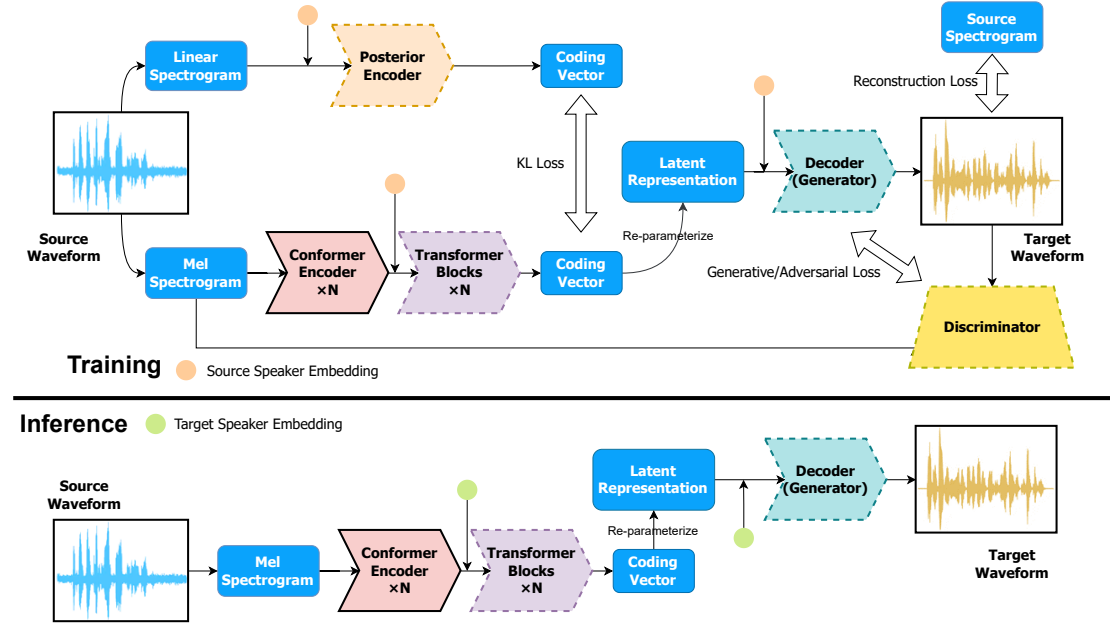 Source
Spectrogram
Linear
Spectrogram
Posterior
Encoder
Coding
Vector
Reconstruction Loss
KL Loss
Latent
Representation
Decoder
(Generator)
Source
Waveform
Re-parameterize
Target
Waveform
Mel
Spectrogram
Conformer
Encoder
×N
Transformer
Blocks
×N
Coding
Vector
Generative/Adversarial Loss
Discriminator
Training
Source Speaker Embedding
Inference
Target Speaker Embedding
Source
Waveform
Latent
Representation
Decoder
(Generator)
Re-parameterize
Mel
Spectrogram
Conformer
Encoder
×N
Transformer
Blocks
×N
Coding
Vector
Target
Waveform